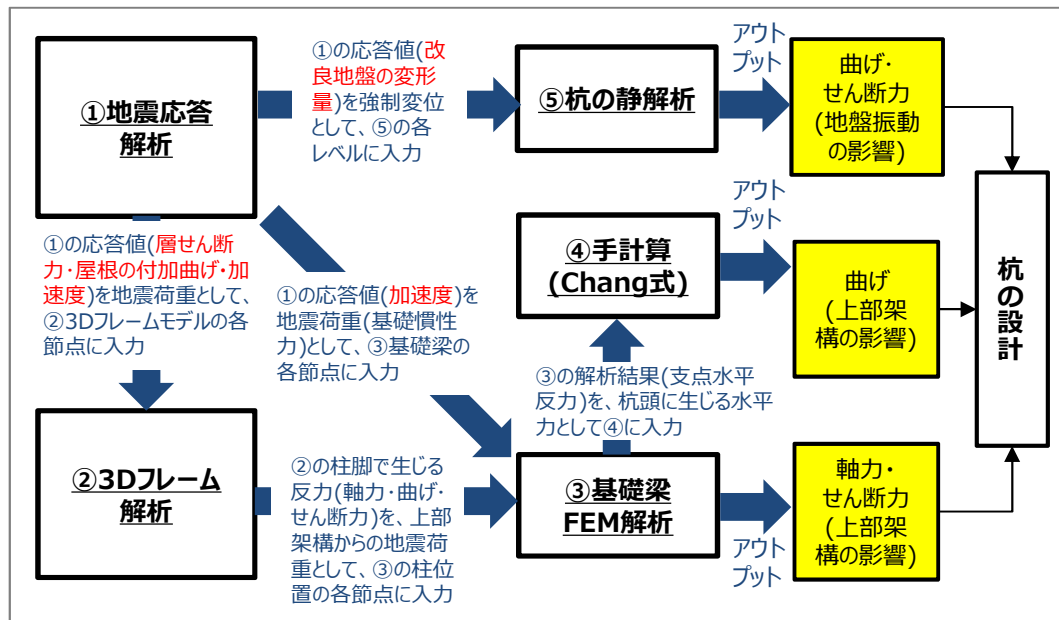 ①地震応答
解析
①の応答値(改
良地盤の変形
量)を強制変位
として、⑤の各
レベルに入力
⑤杭の静解析
アウト
プット
曲げ・
せん断力
(地盤振動
の影響)
①の応答値(層せん断
力・屋根の付加曲げ・加
速度)を地震荷重として、
②3Dフレームモデルの各
節点に入力
①の応答値(加速度)を
地震荷重(基礎慣性
力)として、③基礎梁の
各節点に入力
④手計算
(Chang式)
アウト
プット
曲げ
(上部架
構の影響)
杭の設計
③の解析結果(支点水平
反力)を、杭頭に生じる水平
力として④に入力
②3Dフレーム
解析
②の柱脚で生じる
反力(軸力・曲げ・
せん断力)を、上部
架構からの地震荷
重として、③の柱位
置の各節点に入力
③基礎梁
FEM解析
アウト
プット
軸力・
せん断力
(上部架
構の影響)